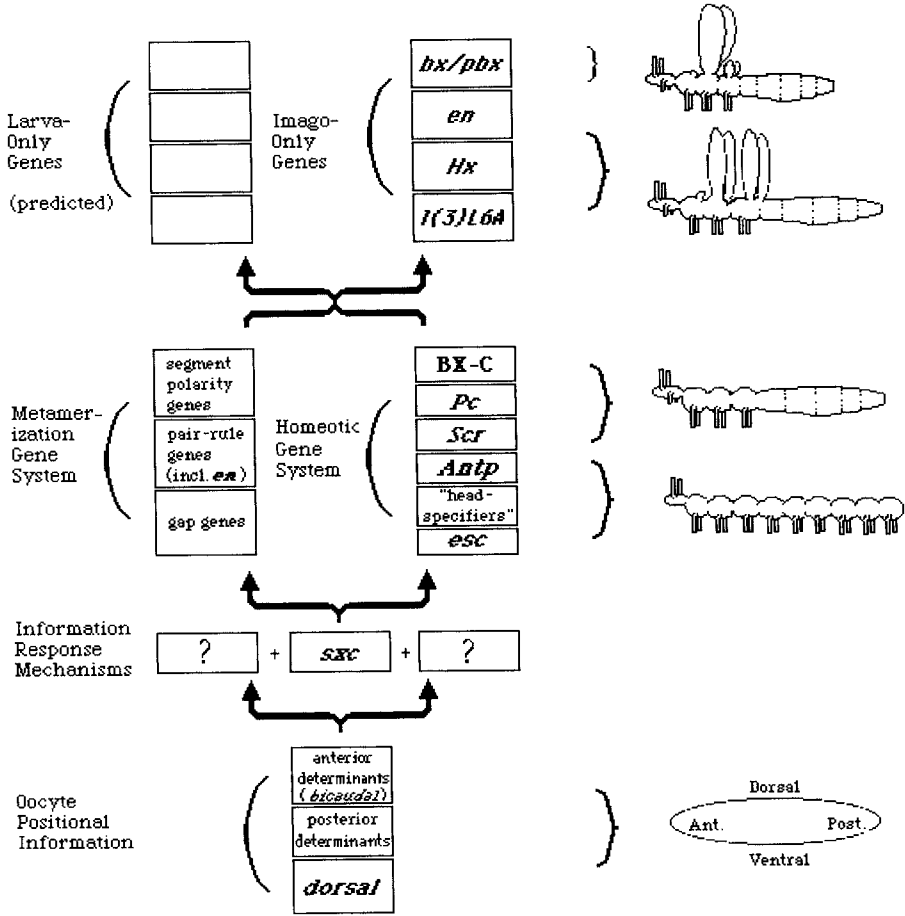 Larva-
Only
Genes
(predicted)
Imago-
Only
Genes
bx/pbx
en
Hx
l(3)L6A
Metamer-
ization
Gene
System
segment
polarity
genes
pair-rule
genes
(incl. en)
gap genes
Homeotic
Gene
System
BX-C
Pc
Scr
Antp
"head-
specifiers"
esc
Information
Response
Mechanisms
? + sxc + ?
Oocyte
Positional
Information
anterior
determinants
(bicaudal)
posterior
determinants
dorsal
Dorsal
Ant. Post.
Ventral